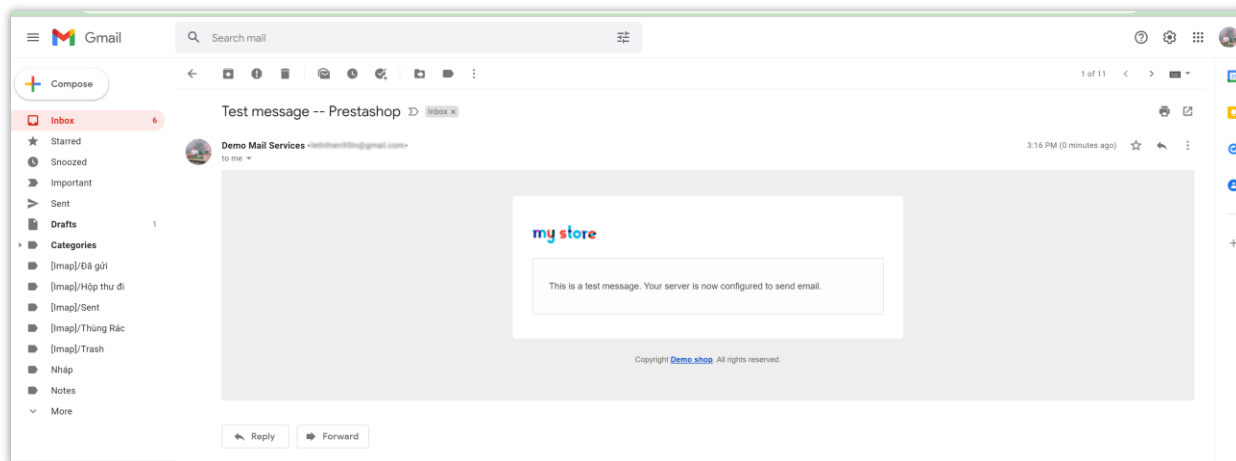 Gmail
Search mail
Compose
1 of 11
Inbox 6
Starred
Snoozed
Important
Sent
Drafts 1
Categories
[Imap]/Đã gửi
[Imap]/Hộp thư đi
[Imap]/Sent
[Imap]/Thùng Rác
[Imap]/Trash
Nháp
Notes
More
Test message -- Prestashop Inbox ×
Demo Mail Services
3:16 PM (0 minutes ago)
to me
my store
This is a test message. Your server is now configured to send email.
Copyright Demo shop. All rights reserved.
Reply
Forward